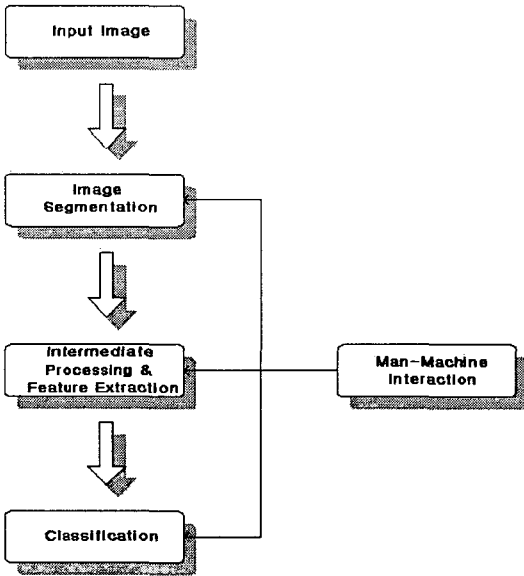 Input Image
Image
Segmentation
Intermediate
Processing &
Feature Extraction
Man-Machine
Interaction
Classification